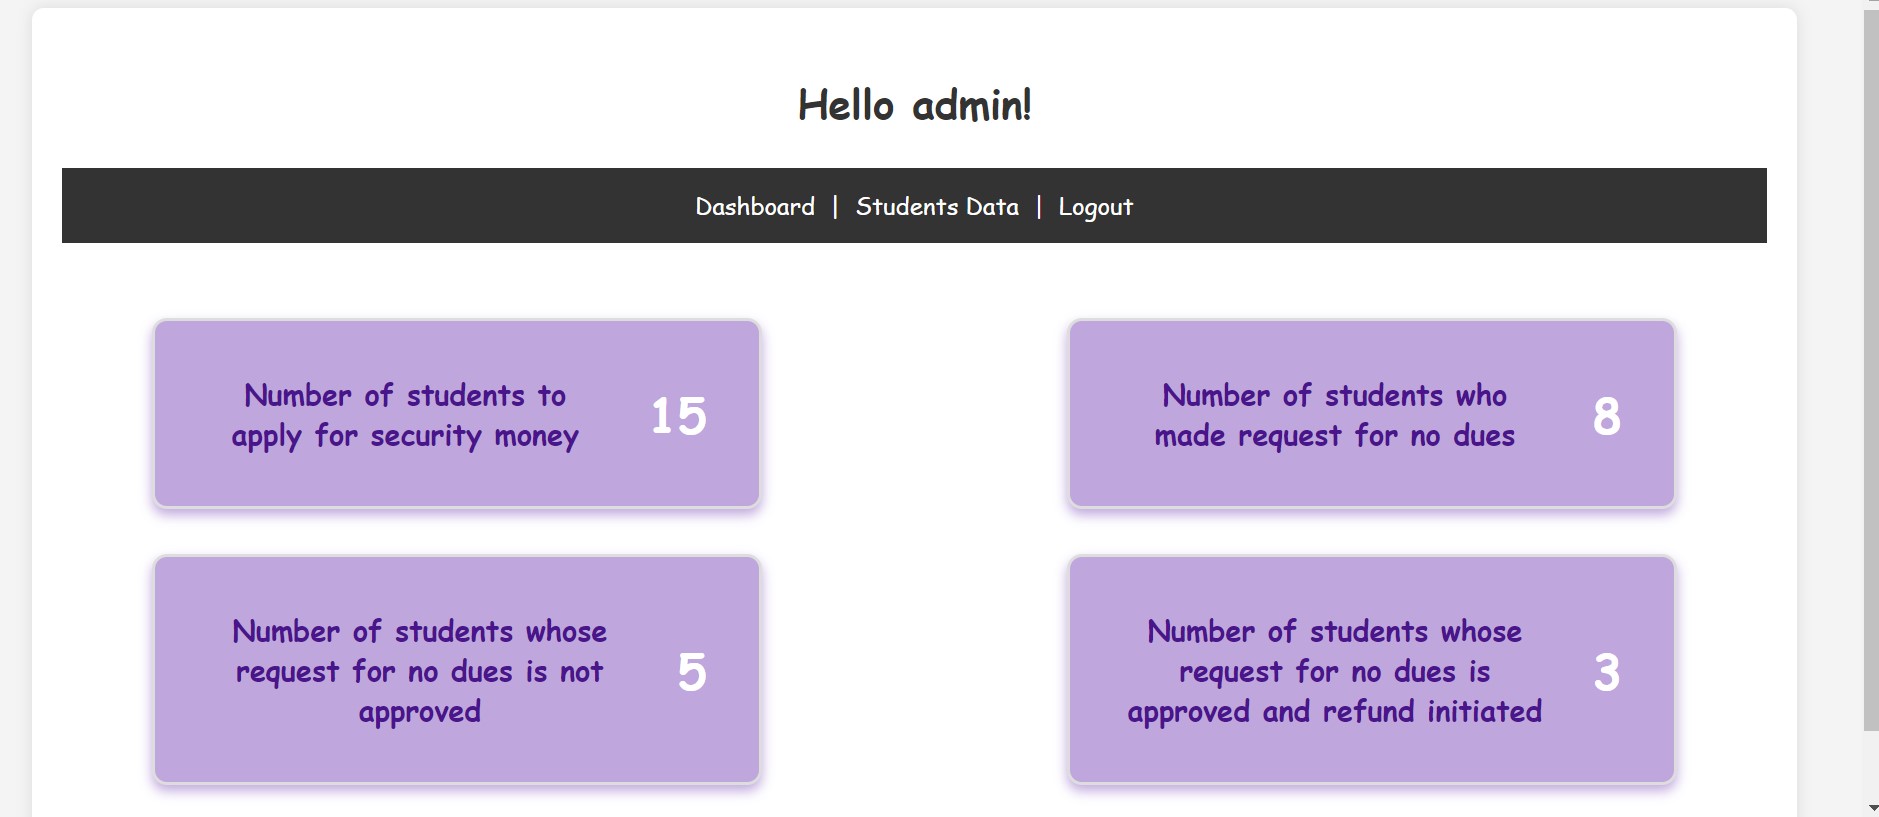 Hello admin!
Dashboard | Students Data | Logout
Number of students to
apply for security money
15
Number of students who
made request for no dues
8
Number of students whose
request for no dues is not
approved
5
Number of students whose
request for no dues is
approved and refund initiated
3